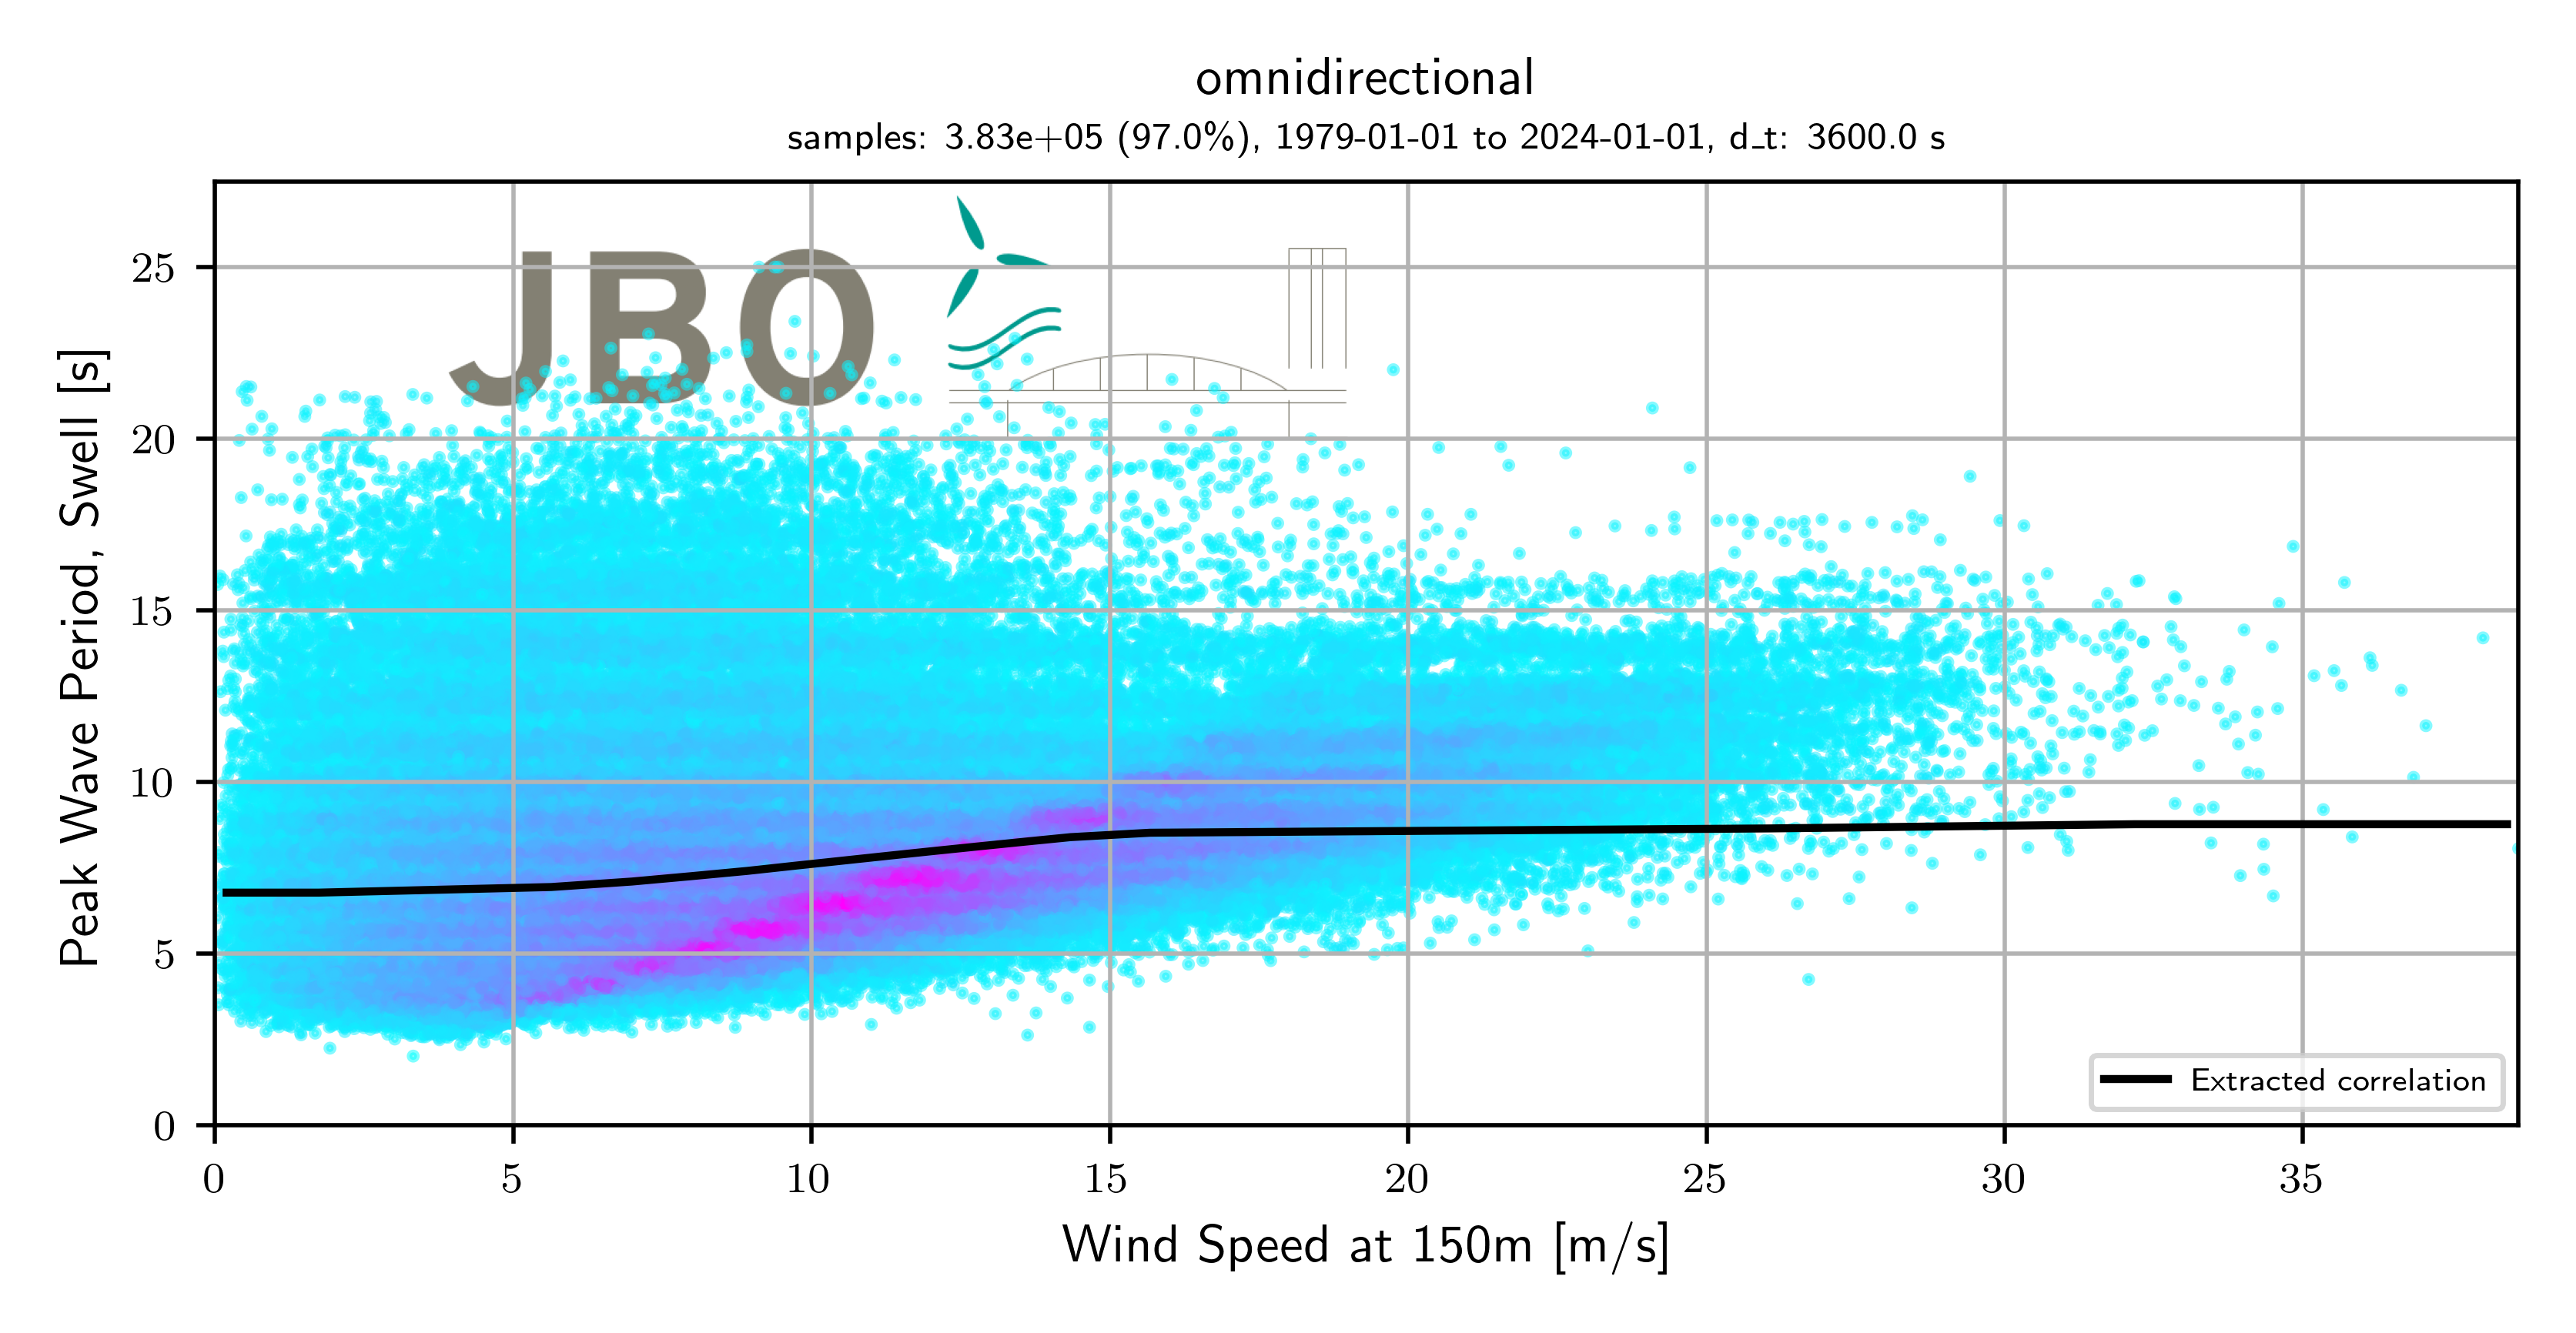 omnidirectional
samples: 3.83e+05 (97.0%), 1979-01-01 to 2024-01-01, d_t: 3600.0 s
JBO
25
20
15
10
5
0
Peak Wave Period, Swell [s]
Extracted correlation
0 5 10 15 20 25 30 35
Wind Speed at 150m [m/s]